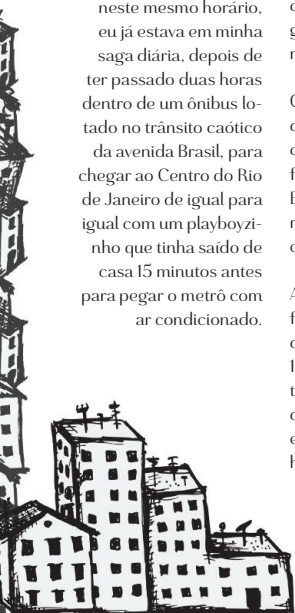 neste mesmo horário,
eu já estava em minha
saga diária, depois de
ter passado duas horas
dentro de um ônibus lo-
tado no trânsito caótico
da avenida Brasil, para
chegar ao Centro do Rio
de Janeiro de igual para
igual com um playboyzi-
nho que tinha saído de
casa 15 minutos antes
para pegar o metrô com
ar condicionado.